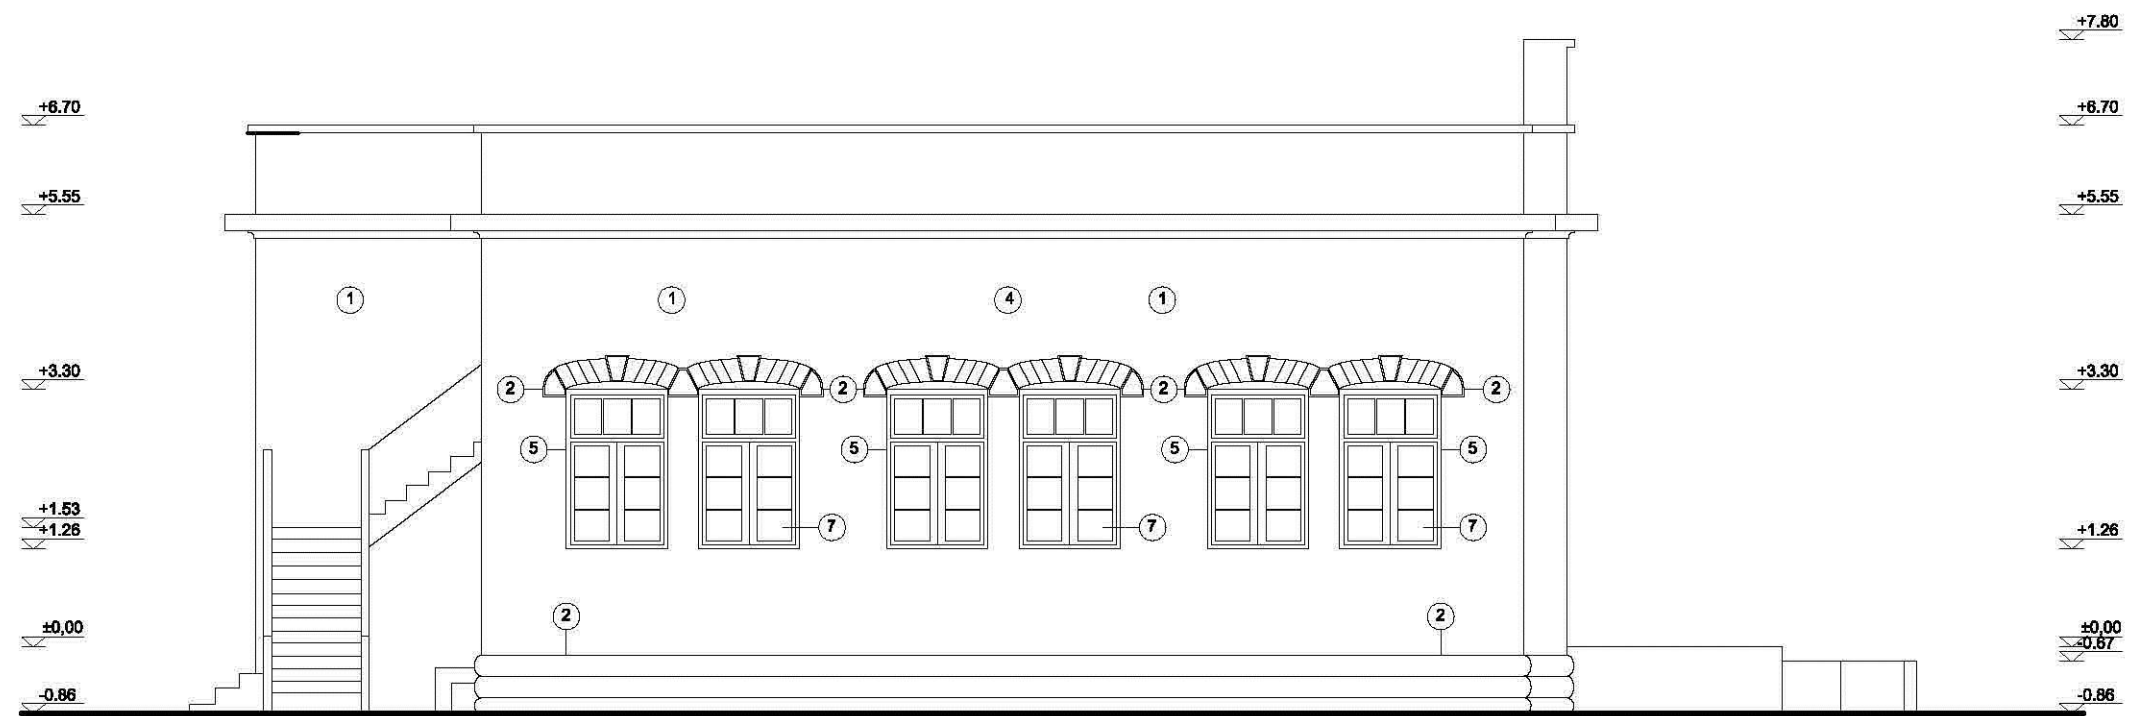 +7.80
+6.70 +6.70
+5.55 +5.55
1 1 4 1
+3.30 2 2 2 2 +3.30
5 5 5 5
+1.53 7 7 7
+1.26 +1.26
2 2
±0,00 ±0,00
-0.67
-0.86 -0.86